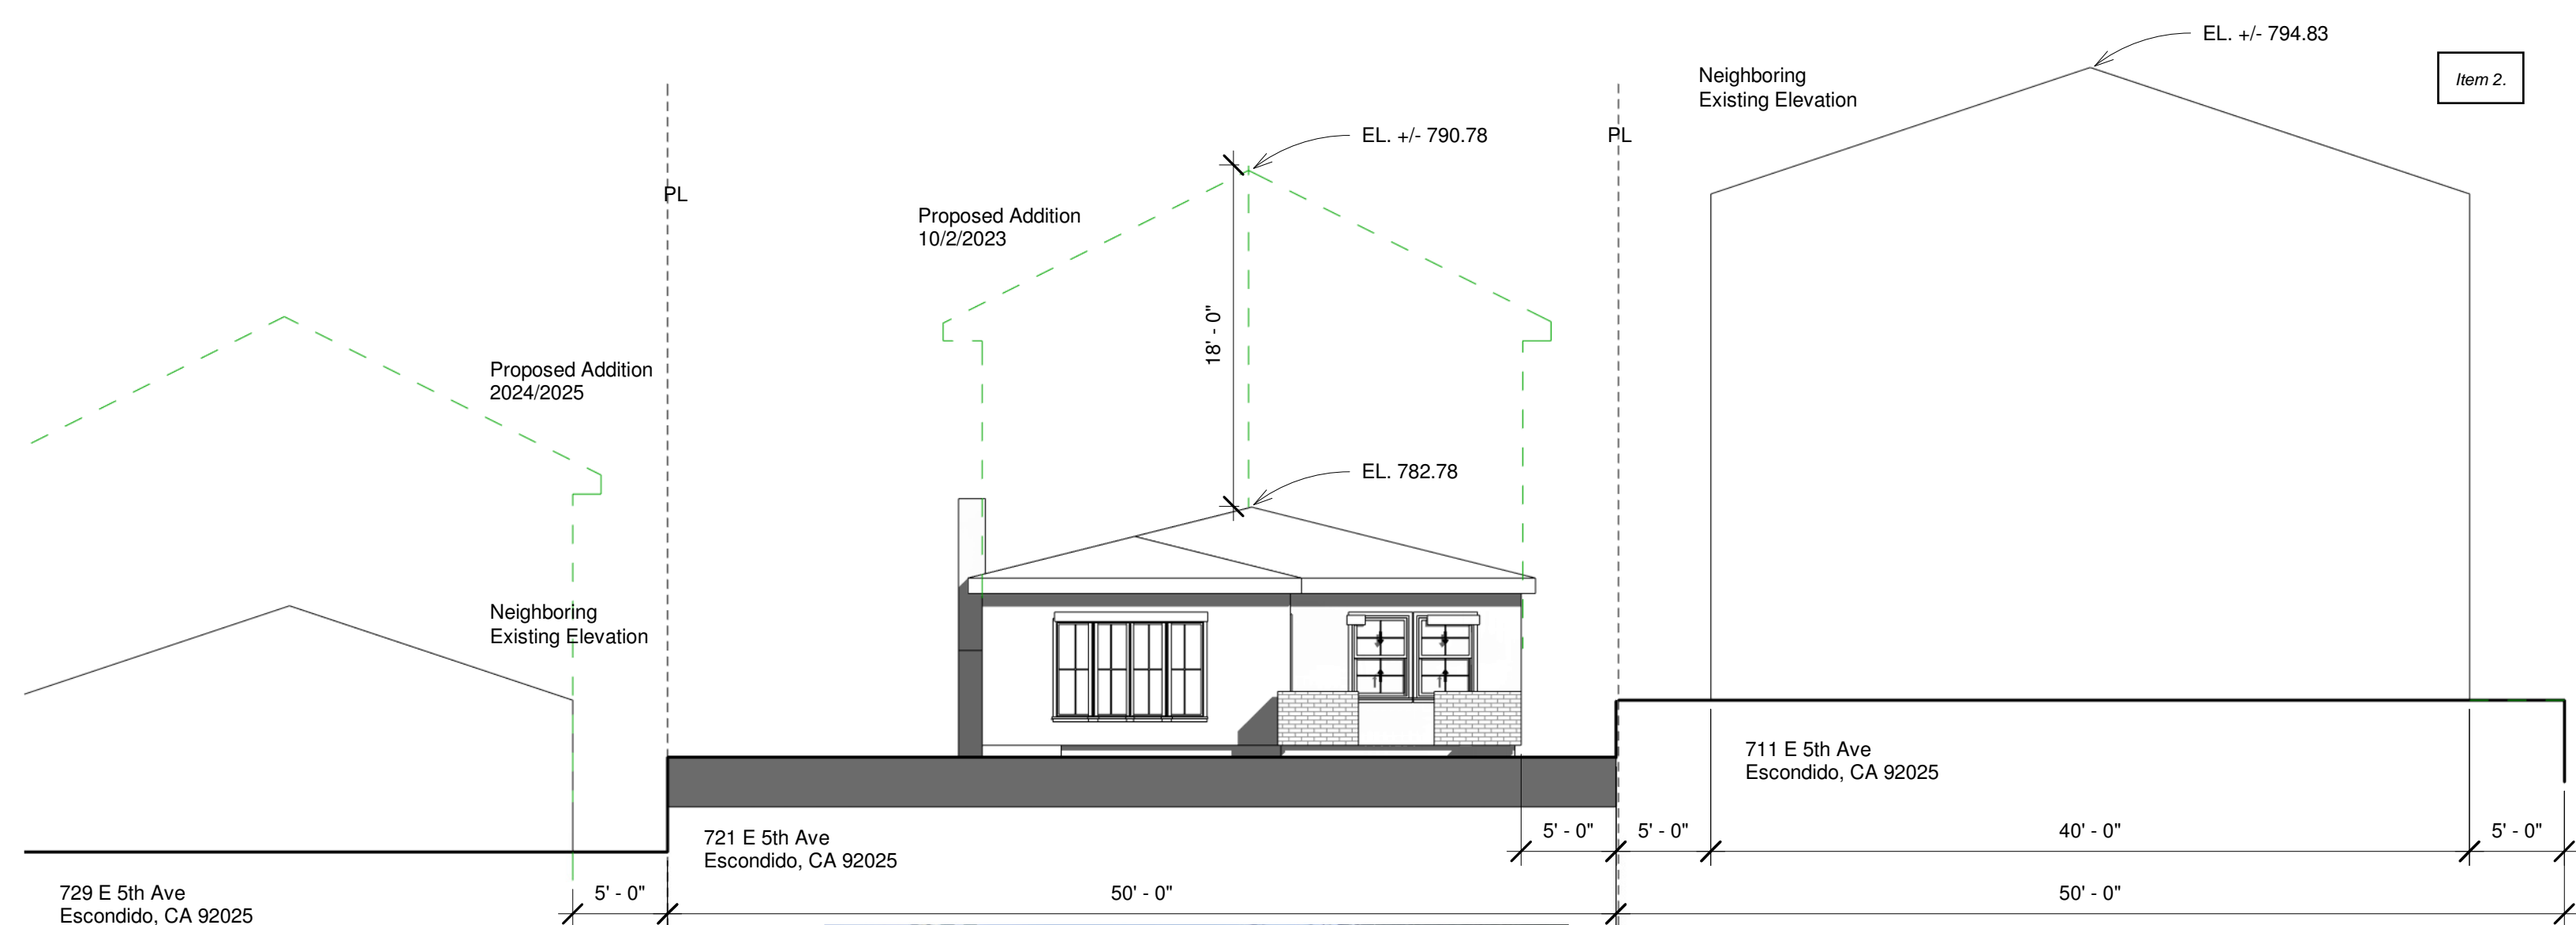 EL. +/- 794.83
Item 2.
Neighboring
Existing Elevation
EL. +/- 790.78
PL
PL
Proposed Addition
10/2/2023
18' - 0"
Proposed Addition
2024/2025
EL. 782.78
Neighboring
Existing Elevation
711 E 5th Ave
Escondido, CA 92025
721 E 5th Ave
Escondido, CA 92025
5' - 0"
5' - 0"
40' - 0"
5' - 0"
729 E 5th Ave
Escondido, CA 92025
5' - 0"
50' - 0"
50' - 0"